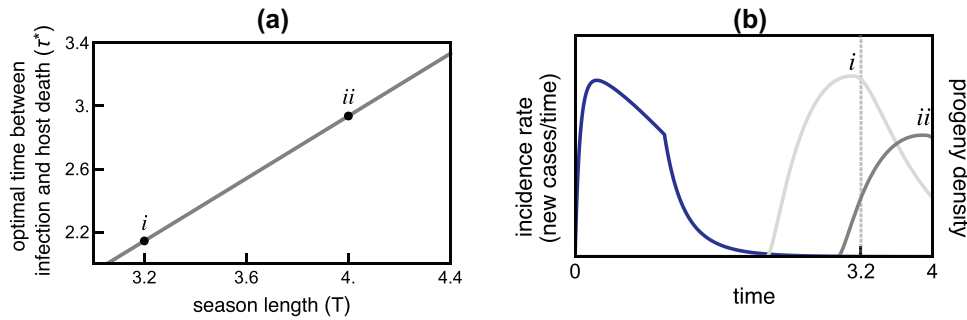 (a)
optimal time between
infection and host death (τ*)
3.4
3.
2.6
2.2
i
ii
3.2
3.6
4.
4.4
season length (T)
(b)
incidence rate
(new cases/time)
i
ii
progeny density
0
3.2
4
time